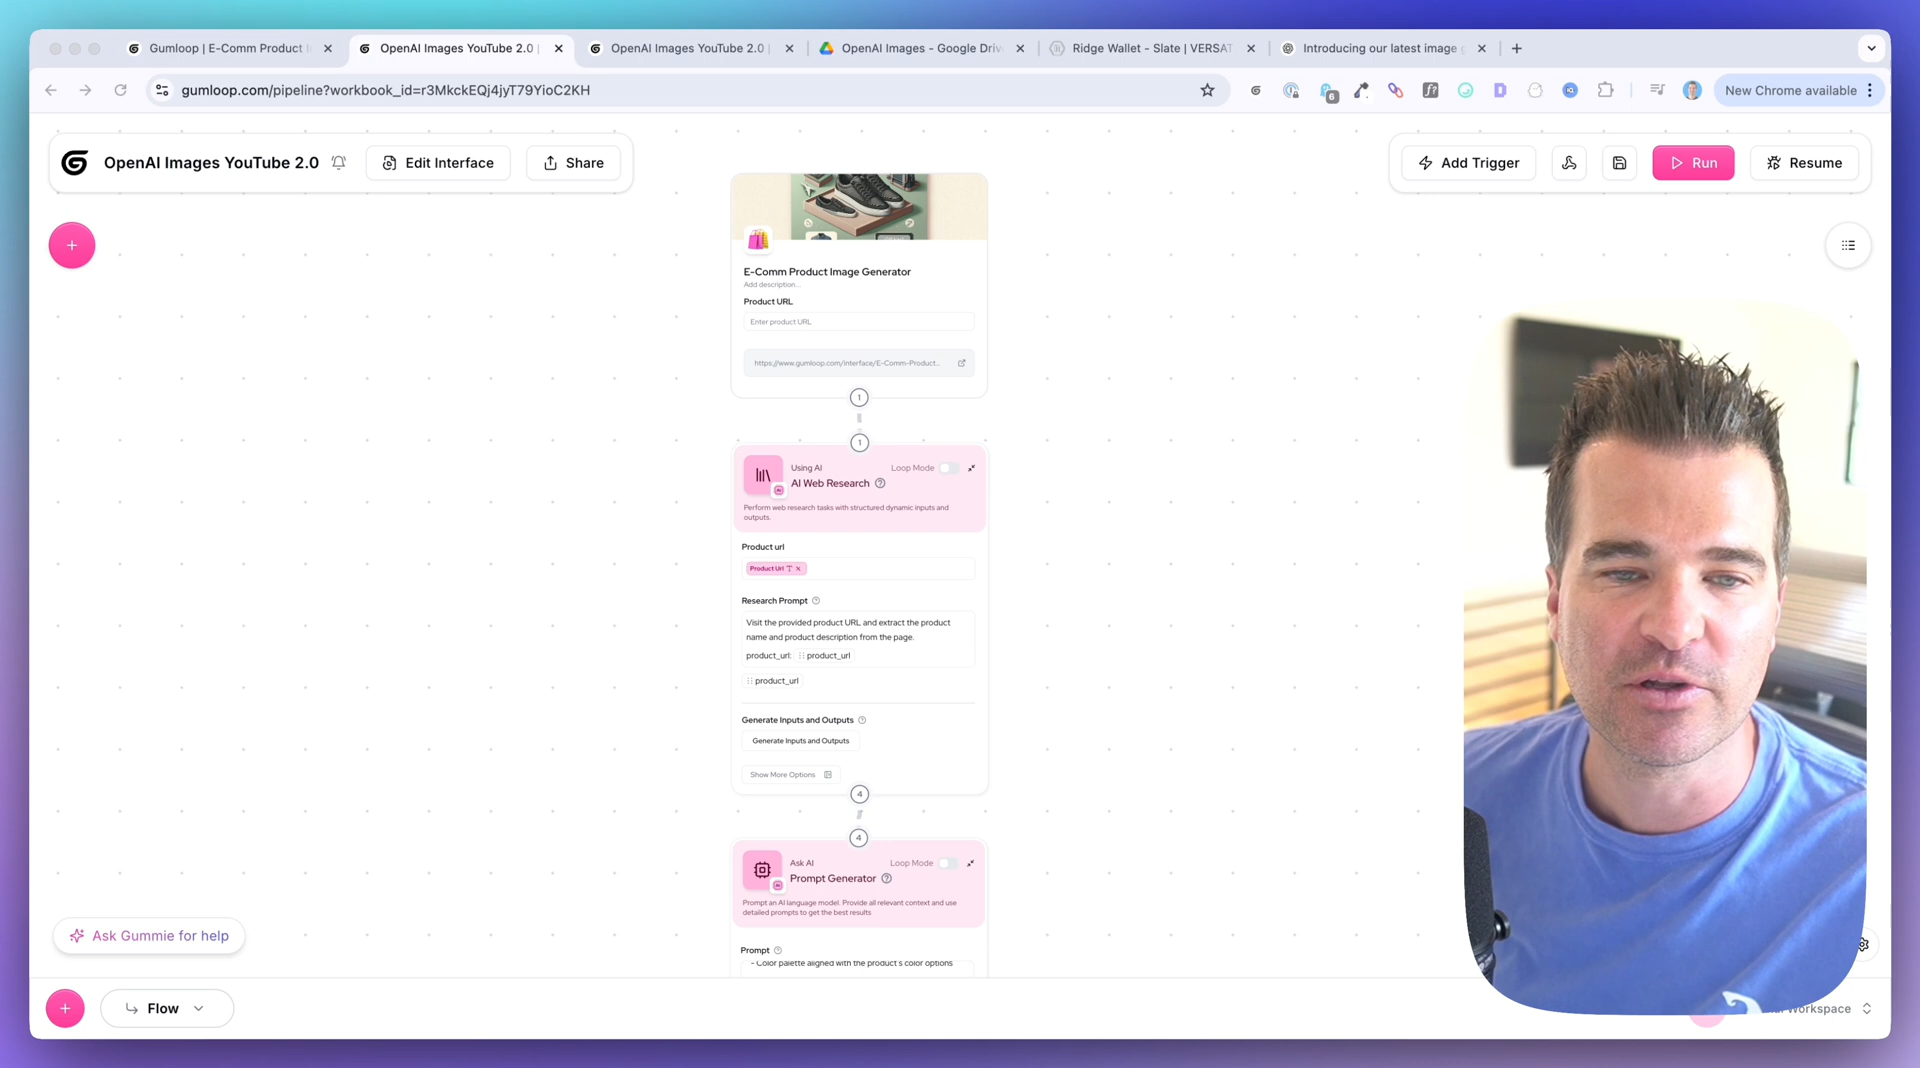 Gumloop | E-Comm Product I
OpenAI Images YouTube 2.0 |
OpenAI Images YouTube 2.0 |
OpenAI Images - Google Driv
Ridge Wallet - Slate | VERSAT
Introducing our latest image g
gumloop.com/pipeline?workbook_id=r3MkckEQj4jyT79YioC2KH
6
New Chrome available
OpenAI Images YouTube 2.0
Edit Interface
Share
Add Trigger
Run
Resume
E-Comm Product Image Generator
Add description...
Product URL
Enter product URL
https://www.gumloop.com/interface/E-Comm-Product...
1
1
Using AI
Loop Mode
AI Web Research
Perform web research tasks with structured dynamic inputs and
outputs.
Product url
Product Url
Research Prompt
Visit the provided product URL and extract the product
name and product description from the page.
product_url: product_url
product_url
Generate Inputs and Outputs
Generate Inputs and Outputs
Show More Options
4
4
Ask AI
Loop Mode
Prompt Generator
Prompt an AI language model. Provide all relevant context and use
detailed prompts to get the best results
Prompt
- Color palette aligned with the product's color options
Ask Gummie for help
Flow
Workspace